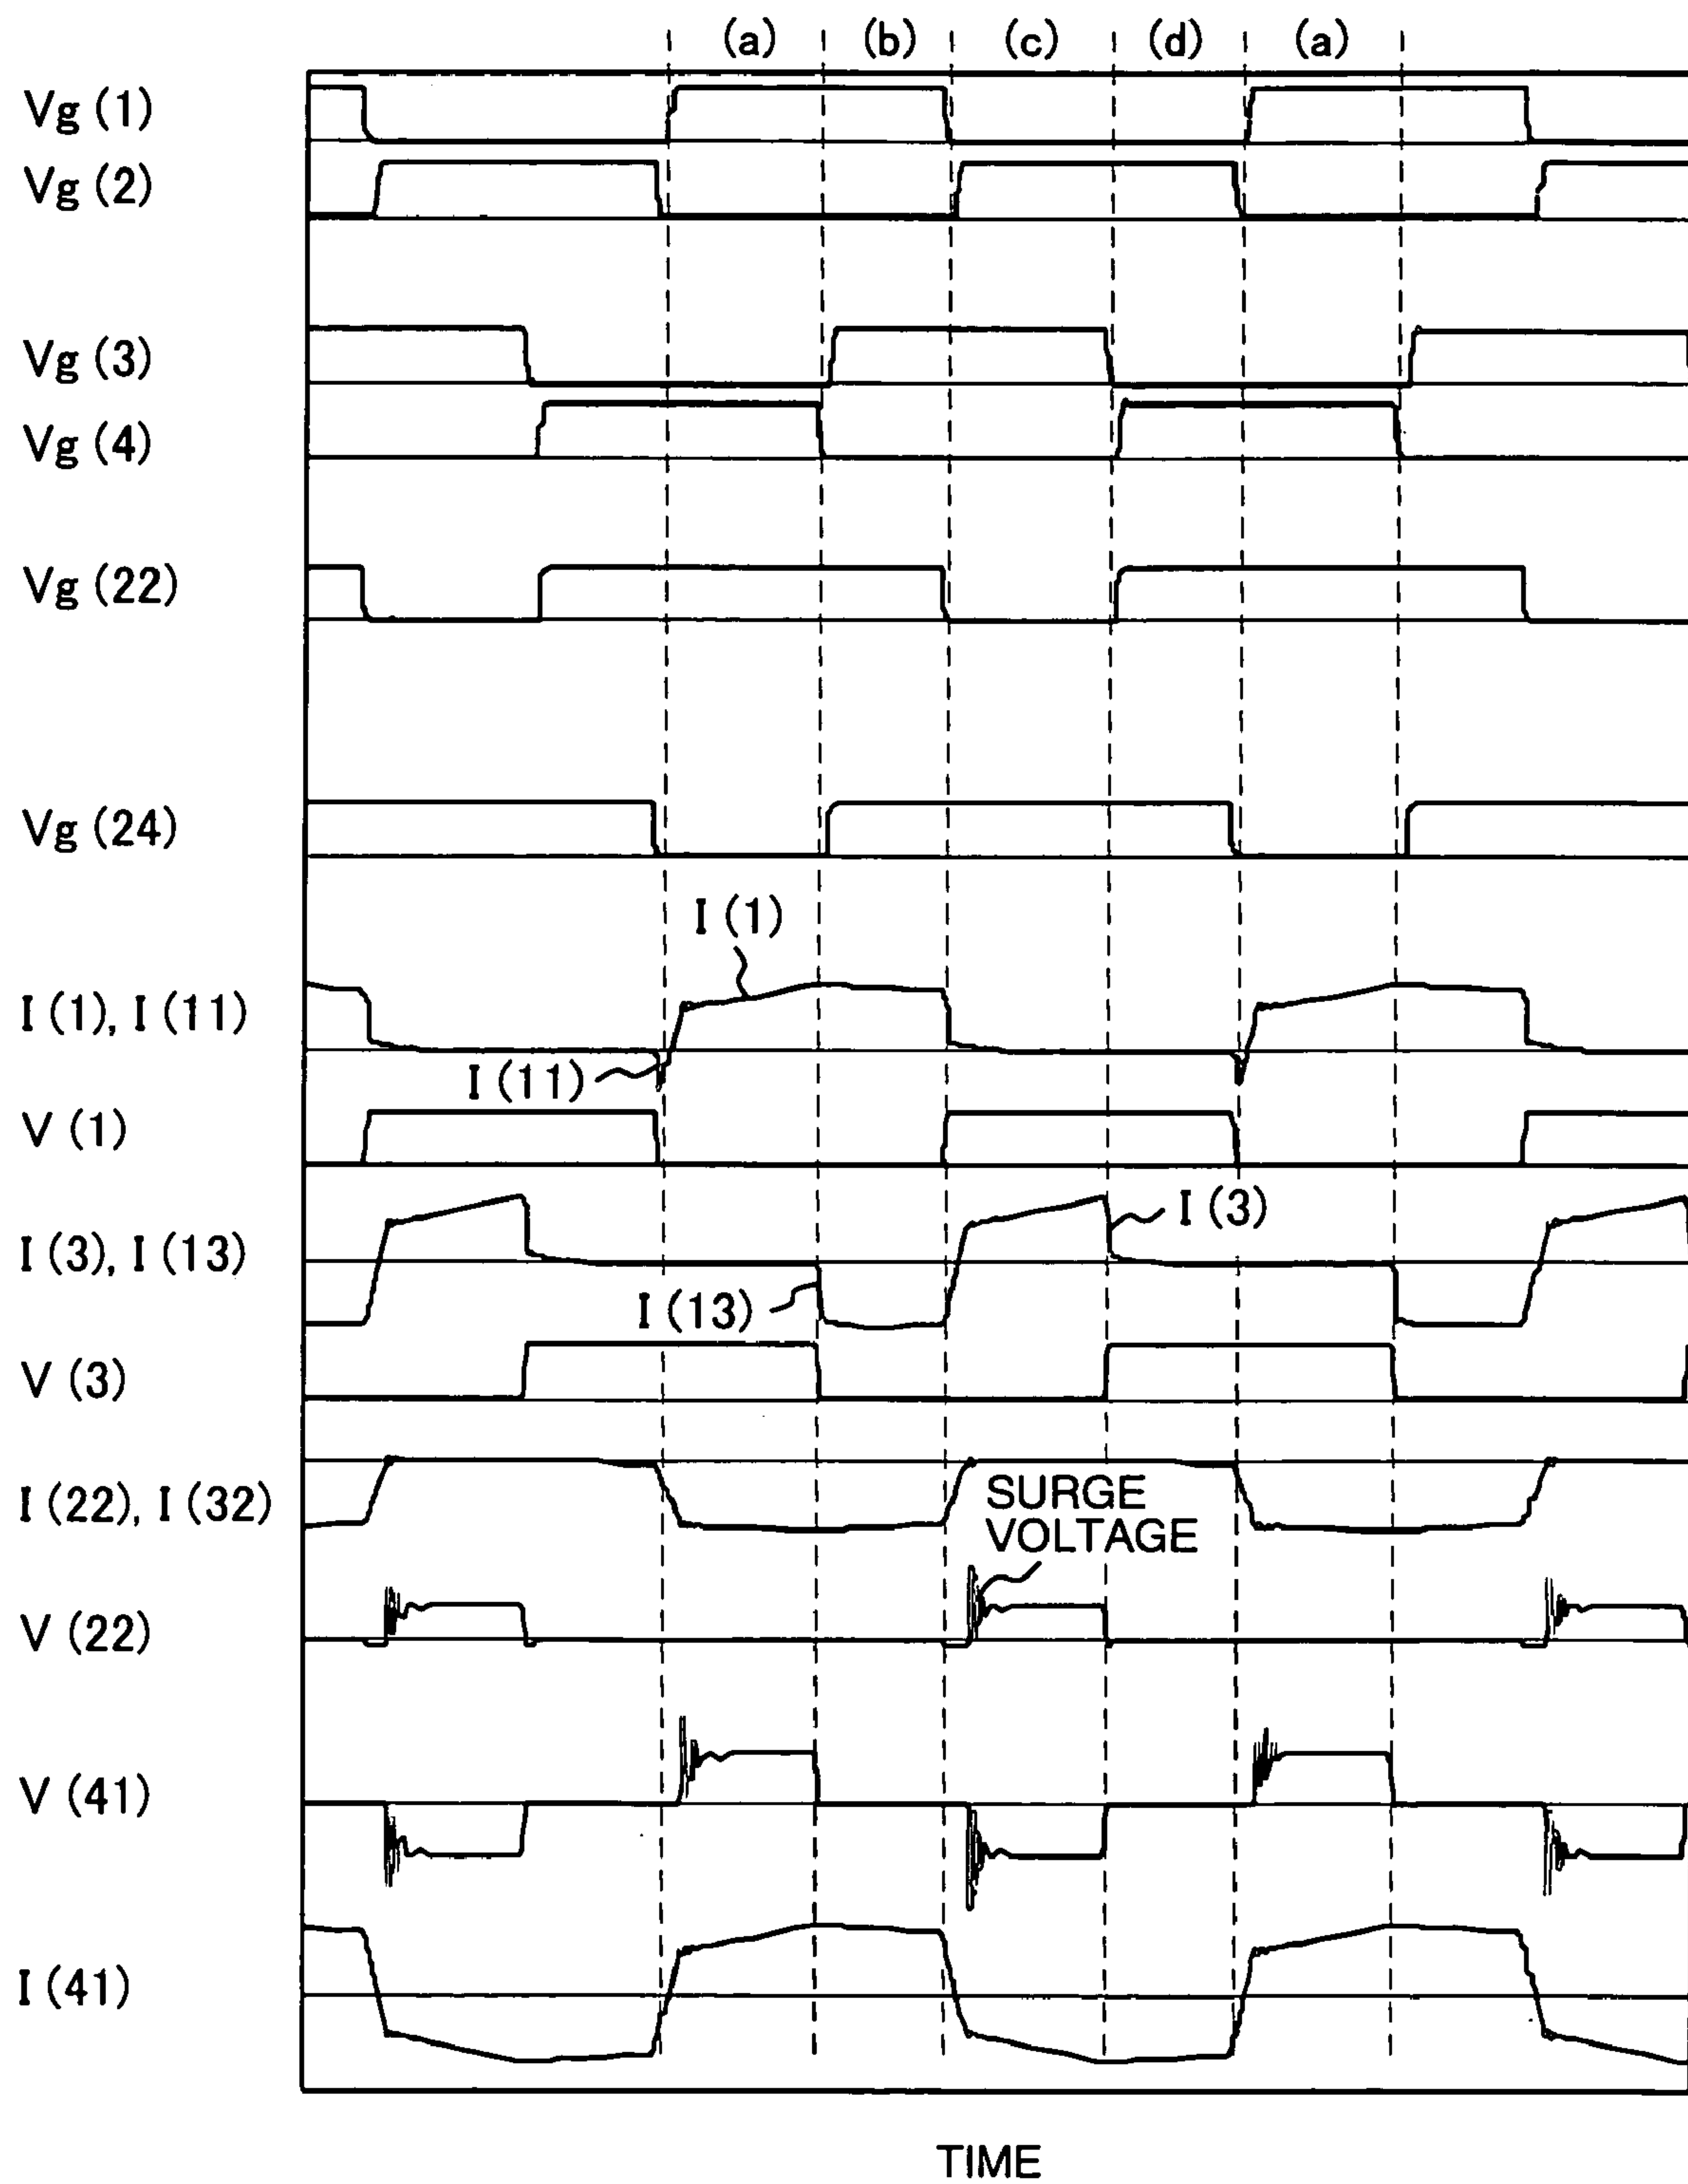 (a) (b) (c) (d) (a)
Vg (1)
Vg (2)
Vg (3)
Vg (4)
Vg (22)
Vg (24)
I (1)
I (1), I (11)
I (11)
V (1)
I (3)
I (3), I (13)
I (13)
V (3)
I (22), I (32)
SURGE
VOLTAGE
V (22)
V (41)
I (41)
TIME